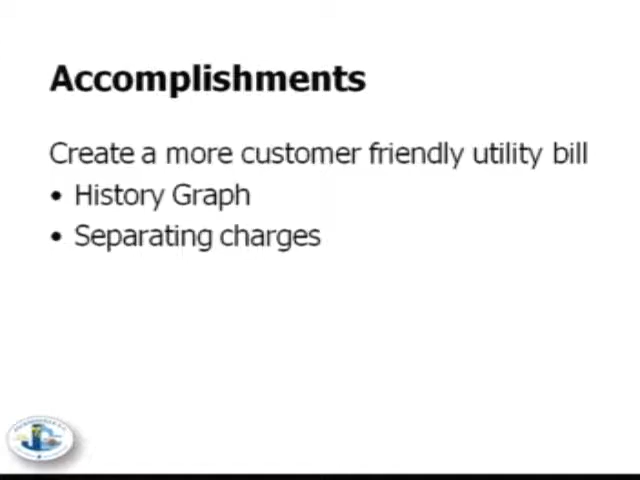 Accomplishments
Create a more customer friendly utility bill
• History Graph
• Separating charges